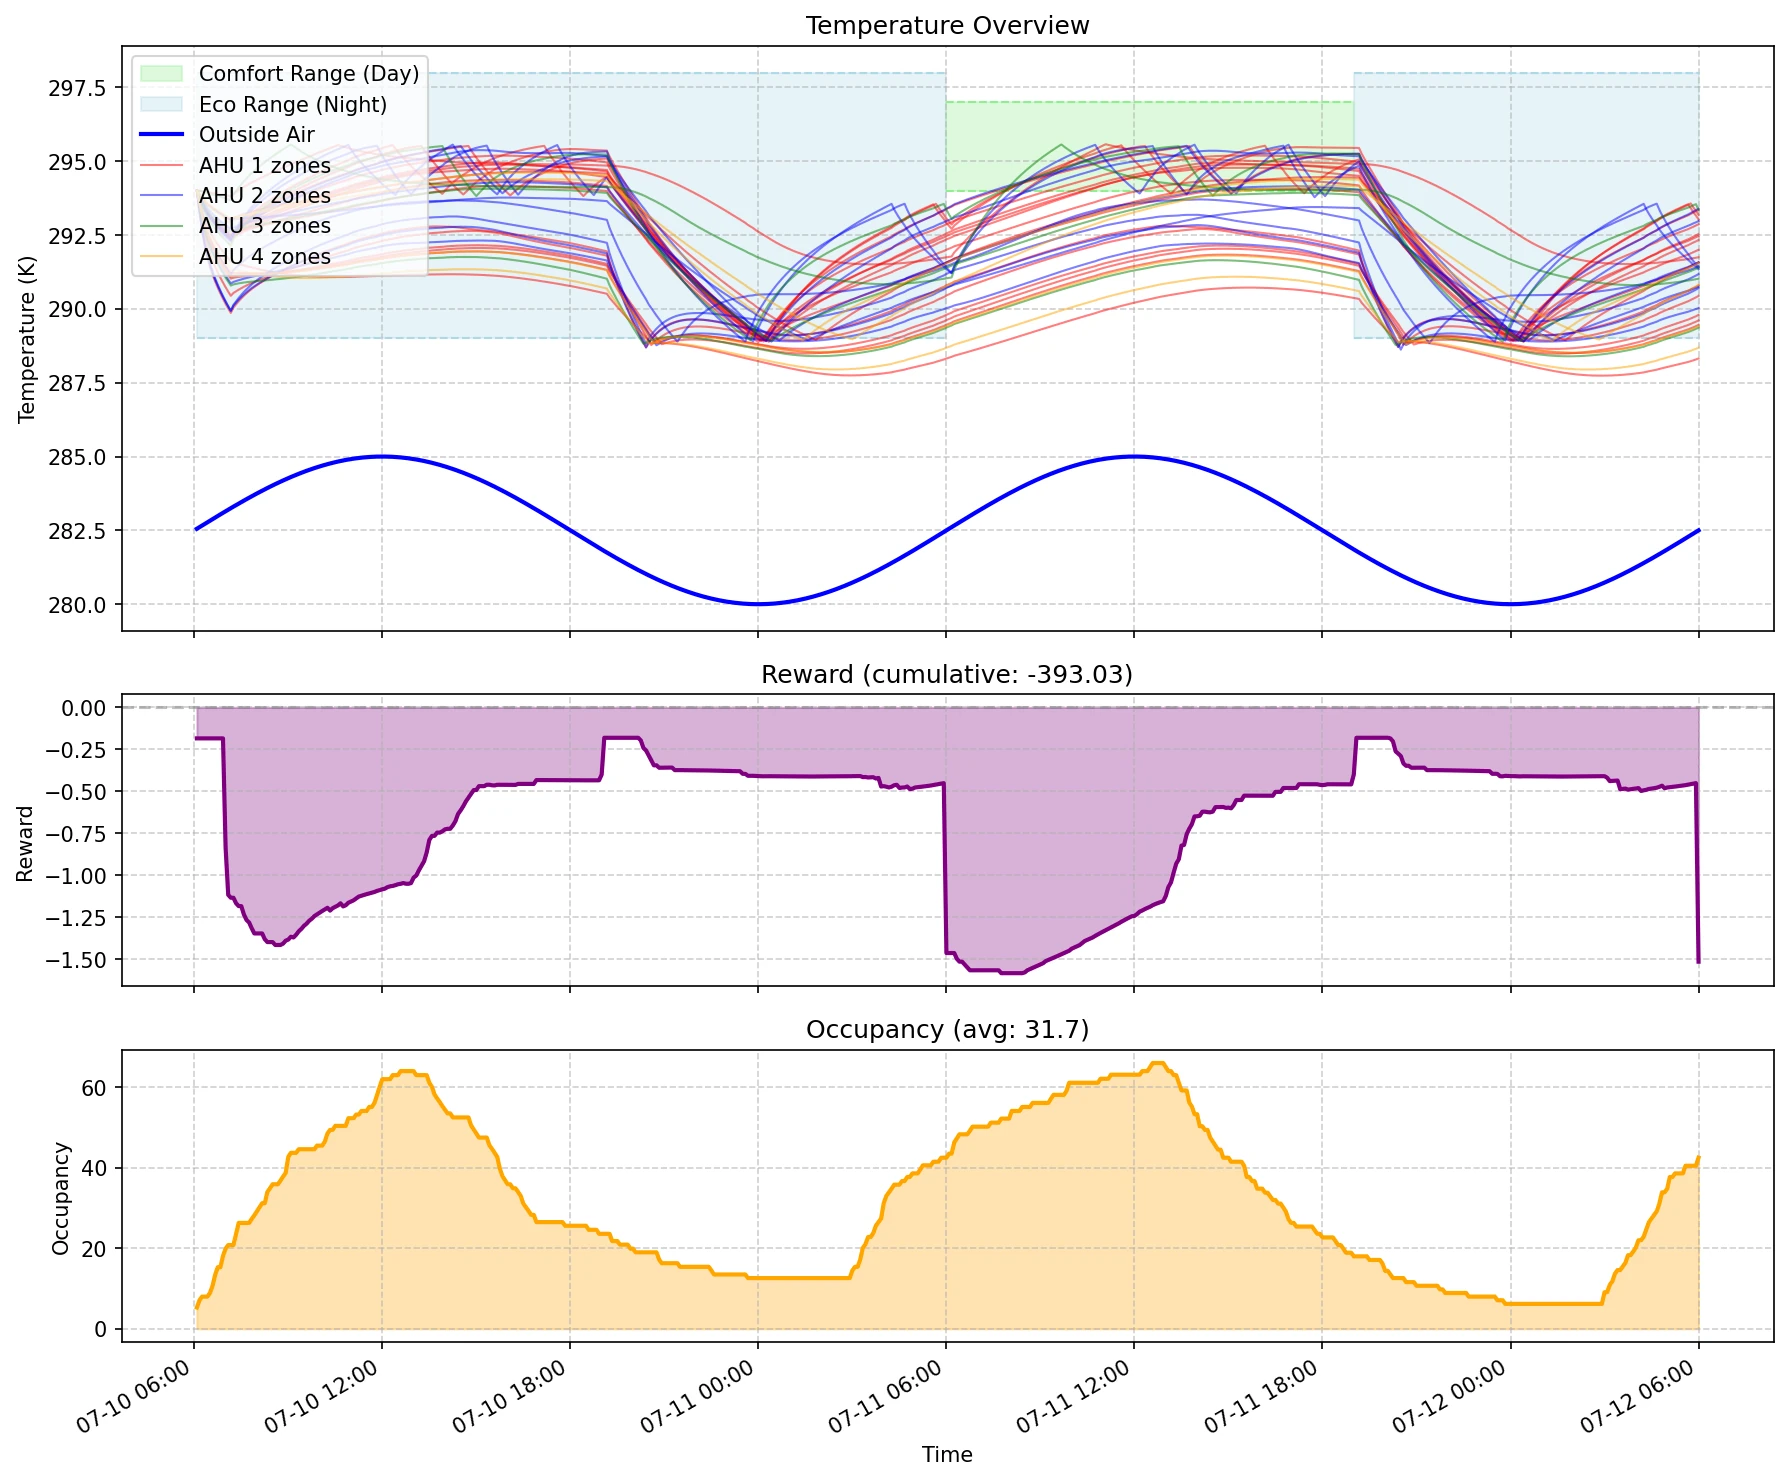 Temperature Overview
Temperature (K)
297.5
295.0
292.5
290.0
287.5
285.0
282.5
280.0
Comfort Range (Day)
Eco Range (Night)
Outside Air
AHU 1 zones
AHU 2 zones
AHU 3 zones
AHU 4 zones
Reward (cumulative: -393.03)
Reward
0.00
−0.25
−0.50
−0.75
−1.00
−1.25
−1.50
Occupancy (avg: 31.7)
Occupancy
60
40
20
0
07-10 06:00
07-10 12:00
07-10 18:00
07-11 00:00
07-11 06:00
07-11 12:00
07-11 18:00
07-12 00:00
07-12 06:00
Time